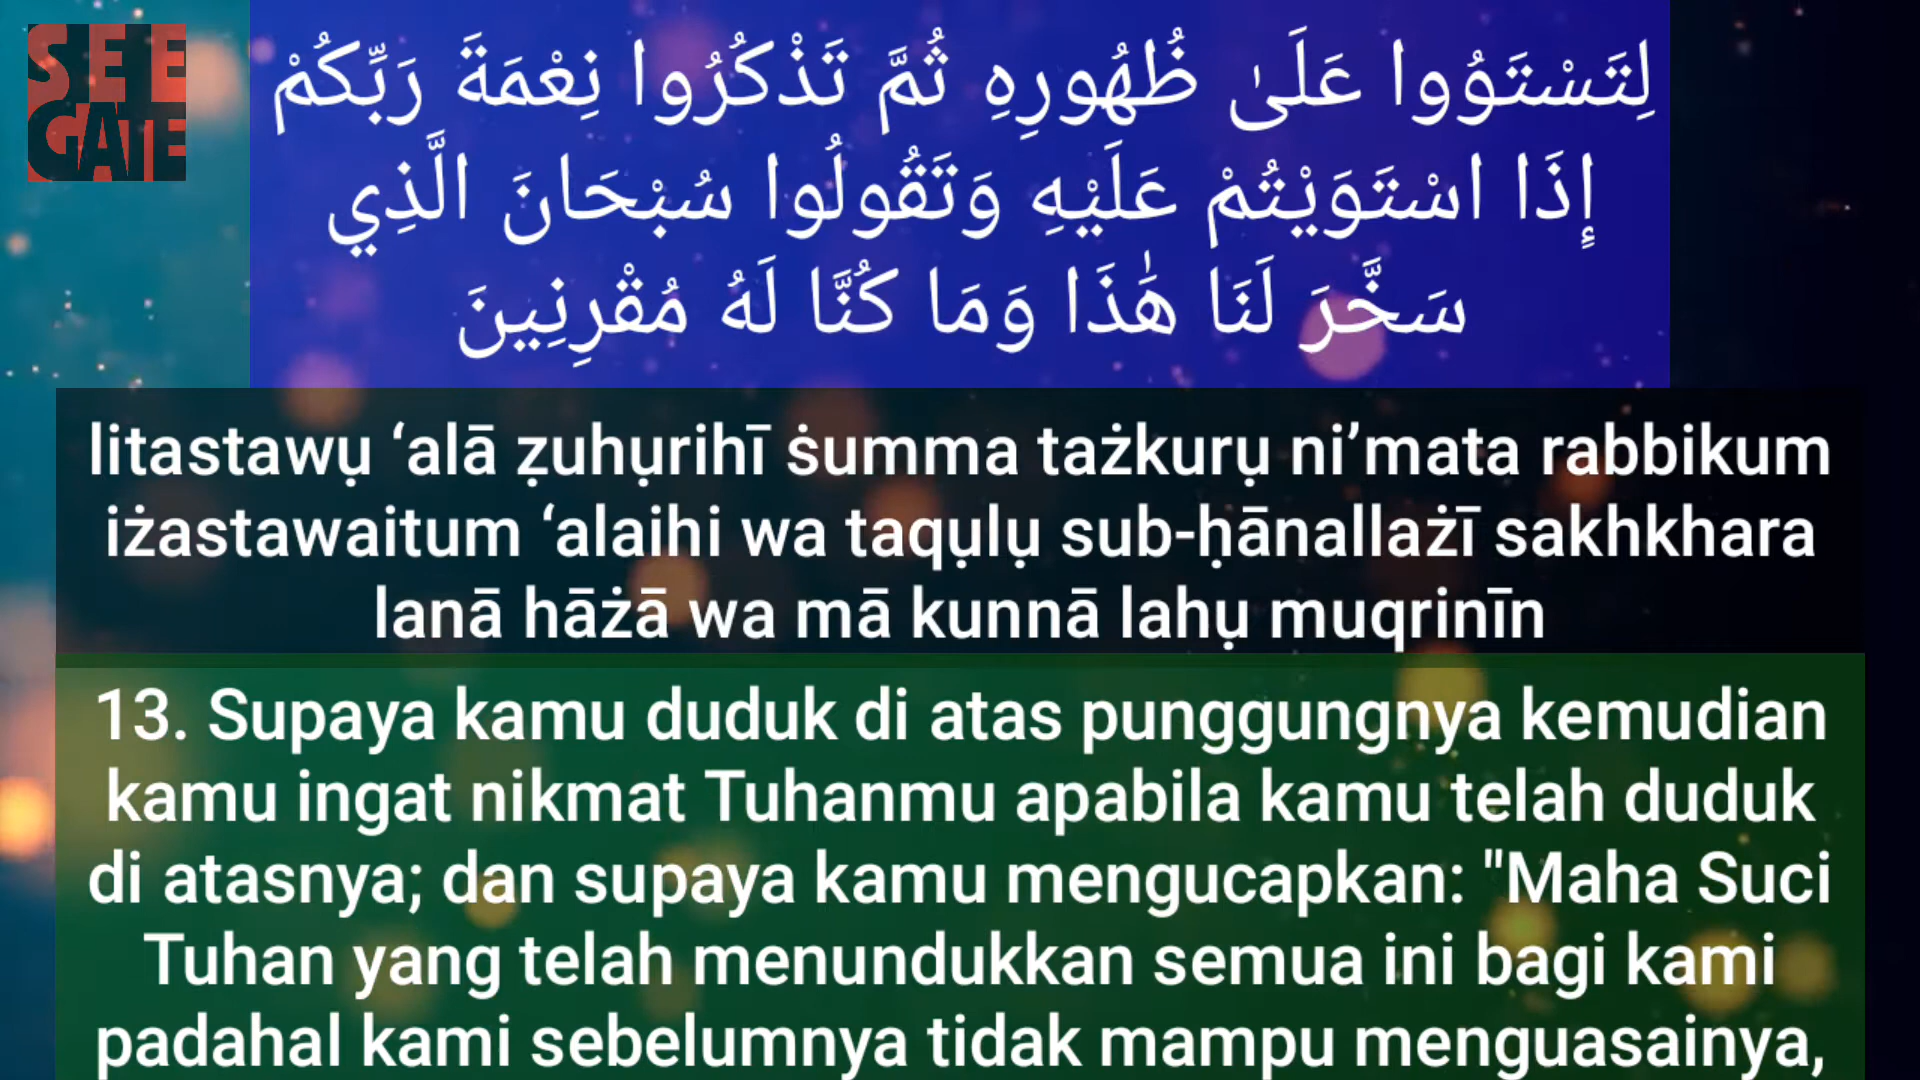 SEE
GATE
لِتَسْتَوُوا عَلَىٰ ظُهُورِهِ ثُمَّ تَذْكُرُوا نِعْمَةَ رَبِّكُمْ
إِذَا اسْتَوَيْتُمْ عَلَيْهِ وَتَقُولُوا سُبْحَانَ الَّذِي
سَخَّرَ لَنَا هَٰذَا وَمَا كُنَّا لَهُ مُقْرِنِينَ
litastawụ ‘alā ẓuhụrihī ṡumma tażkurụ ni’mata rabbikum
iżastawaitum ‘alaihi wa taqụlụ sub-ḥānallażī sakhkhara
lanā hāżā wa mā kunnā lahụ muqrinīn
13. Supaya kamu duduk di atas punggungnya kemudian
kamu ingat nikmat Tuhanmu apabila kamu telah duduk
di atasnya; dan supaya kamu mengucapkan: "Maha Suci
Tuhan yang telah menundukkan semua ini bagi kami
padahal kami sebelumnya tidak mampu menguasainya,